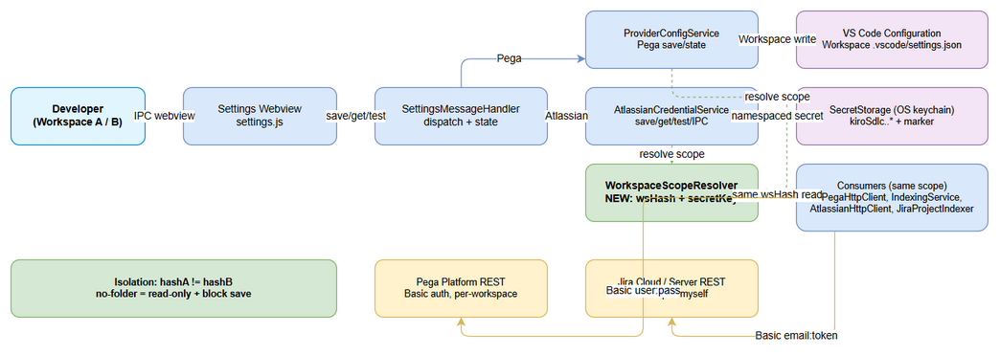 ProviderConfigService
Pega save/state
Workspace write
VS Code Configuration
Workspace .vscode/settings.json
Pega
Developer
(Workspace A / B)
IPC webview
Settings Webview
settings.js
save/get/test
SettingsMessageHandler
dispatch + state
Atlassian
AtlassianCredentialService
save/get/test/IPC
resolve scope
namespaced secret
SecretStorage (OS keychain)
kiroSdlc..* + marker
resolve scope
WorkspaceScopeResolver
NEW: wsHash + secretKey
same wsHash read
Consumers (same scope)
PegaHttpClient, IndexingService,
AtlassianHttpClient, JiraProjectIndexer
Isolation: hashA != hashB
no-folder = read-only + block save
Pega Platform REST
Basic auth, per-workspace
Jira Cloud / Server REST
myself
Basic user:pass
Basic email:token